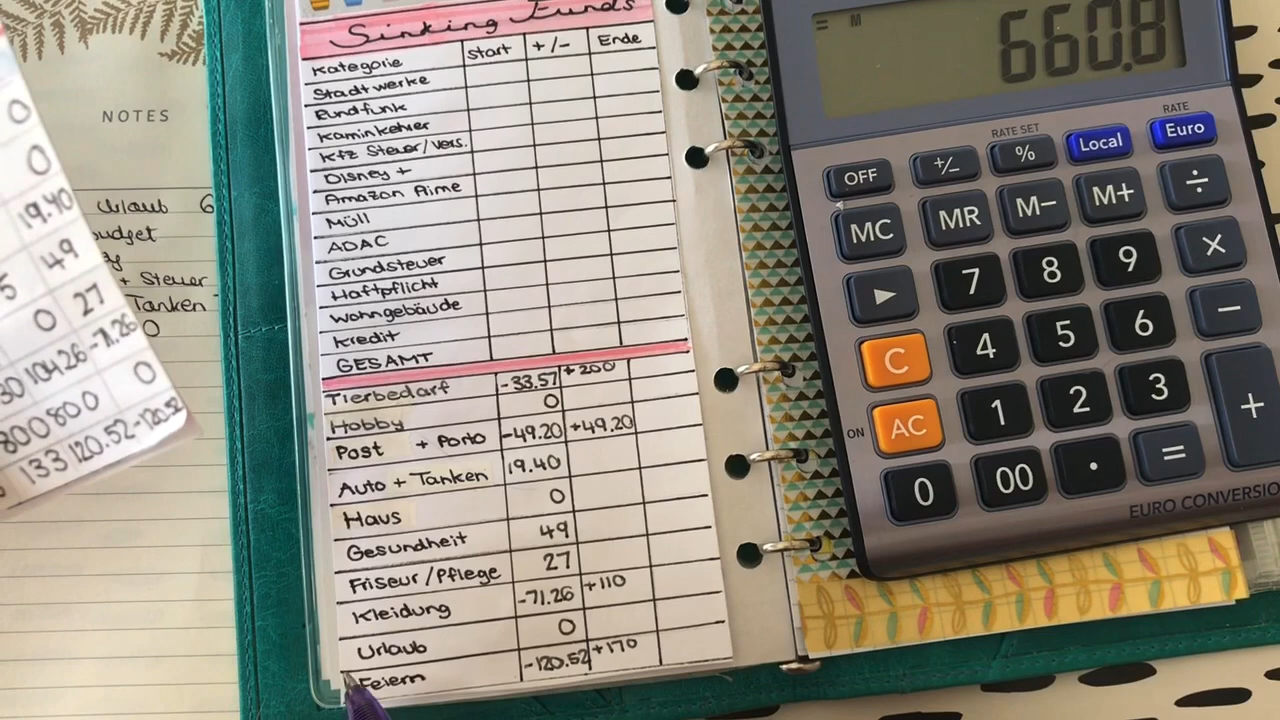 Sinking Funds
Kategorie Start +/- Ende
Stadtwerke
Rundfunk
Kaminkehrer
Kfz Steuer/Vers.
Disney +
Amazon Prime
Müll
ADAC
Grundsteuer
Haftpflicht
Wohngebäude
Kredit
GESAMT
Tierbedarf -33.57 +200
Hobby 0
Post + Porto -49.20 +49.20
Auto + Tanken 19.40
Haus 0
Gesundheit 49
Friseur/Pflege 27
Kleidung -71.26 +110
Urlaub 0
Feiern -120.52 +170
NOTES
Urlaub 6
+ Steuer
Tanken
0
0
0
19.40
5 49
0 27
30 104.26 -71.26
800 800 0
133 120.52 -120.52
= M
660.8
RATE SET RATE
OFF +/- % Local Euro
MC MR M− M+ ÷
▶ 7 8 9 ×
C 4 5 6 −
ON AC 1 2 3 +
0 00 · =
EURO CONVERSIO